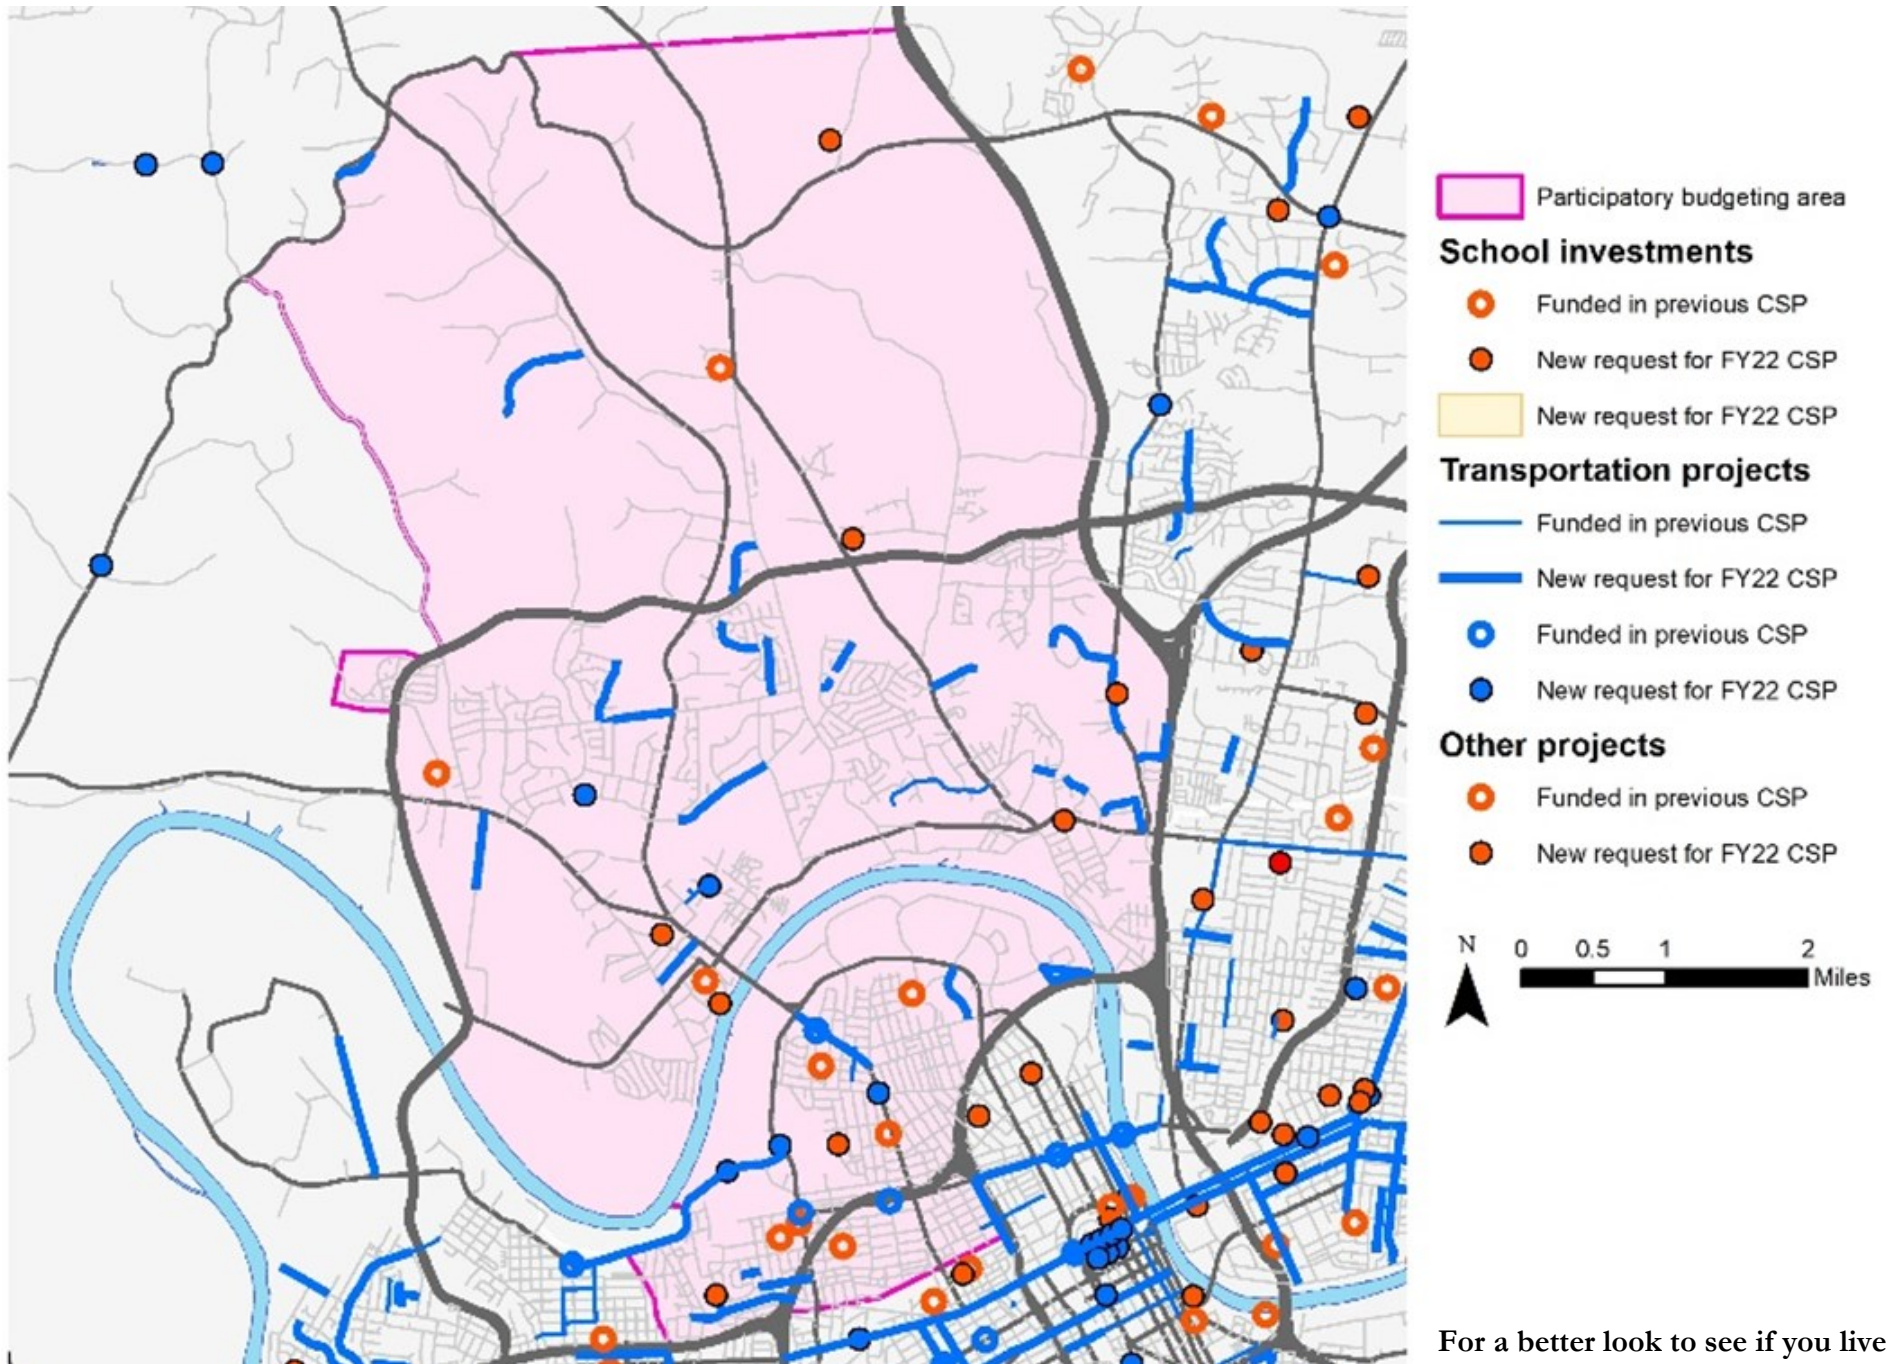 Participatory budgeting area
School investments
Funded in previous CSP
New request for FY22 CSP
New request for FY22 CSP
Transportation projects
Funded in previous CSP
New request for FY22 CSP
Funded in previous CSP
New request for FY22 CSP
Other projects
Funded in previous CSP
New request for FY22 CSP
N
0 0.5 1 2
Miles
For a better look to see if you live